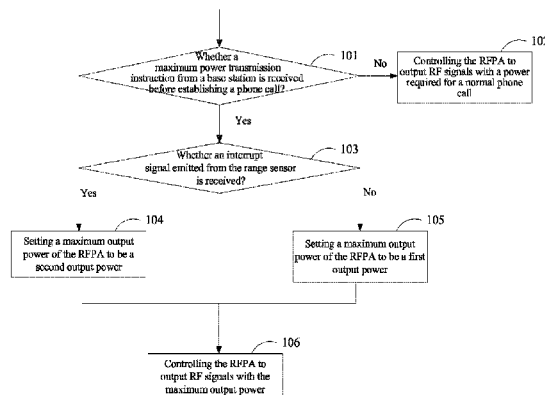 Whether a
maximum power transmission
instruction from a base station is received
before establishing a phone call?
101
No
Controlling the RFPA to
output RF signals with a power
required for a normal phone
call
Yes
103
Whether an interrupt
signal emitted from the range sensor
is received?
Yes
No
104
105
Setting a maximum output
power of the RFPA to be a
second output power
Setting a maximum output
power of the RFPA to be a first
output power
106
Controlling the RFPA to
output RF signals with the
maximum output power